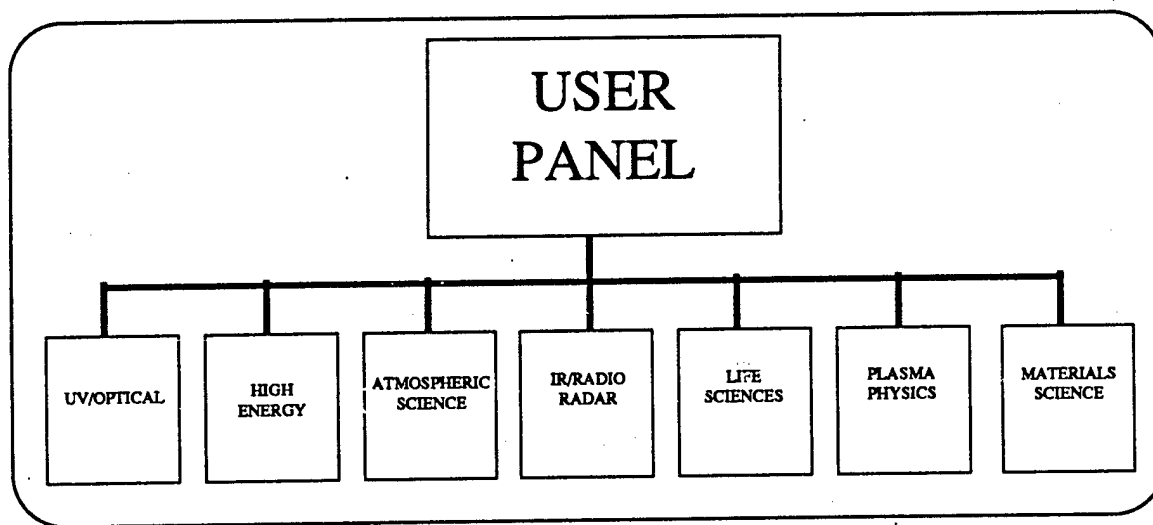 USER
PANEL
UV/OPTICAL
HIGH
ENERGY
ATMOSPHERIC
SCIENCE
IR/RADIO
RADAR
LIFE
SCIENCES
PLASMA
PHYSICS
MATERIALS
SCIENCE